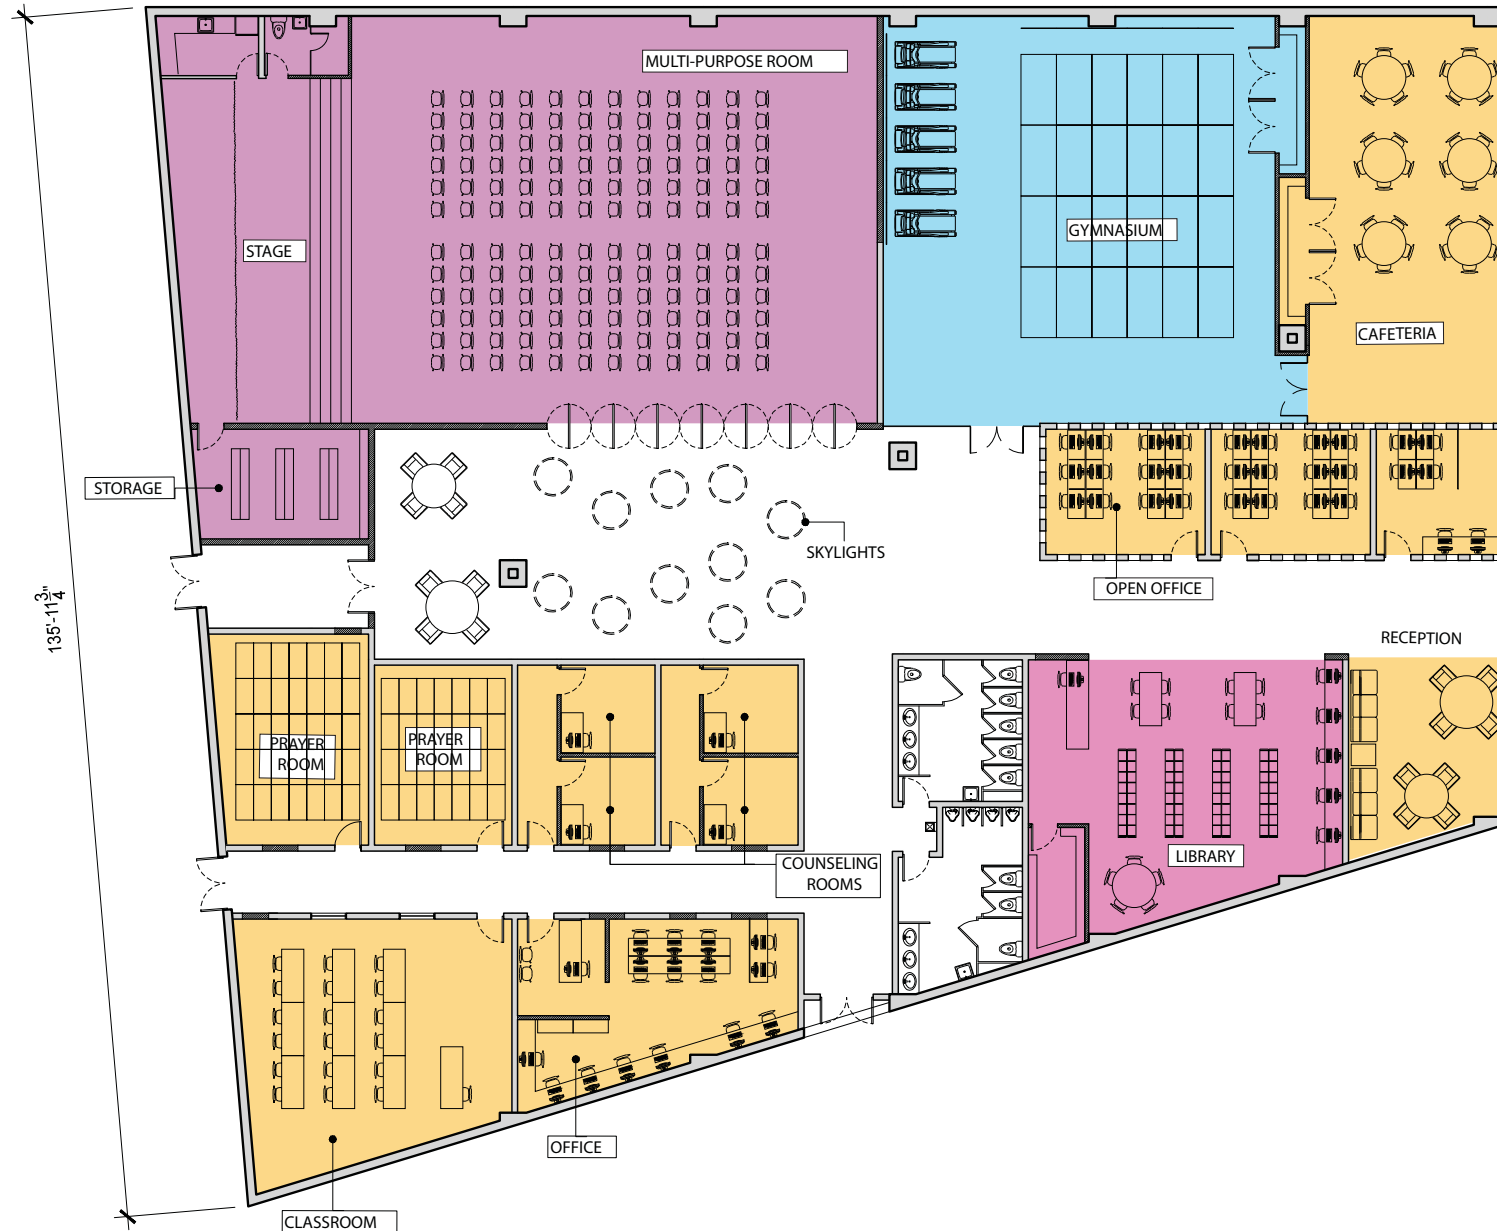 MULTI-PURPOSE ROOM
STAGE
GYMNASIUM
CAFETERIA
STORAGE
SKYLIGHTS
OPEN OFFICE
135'-11 3/4"
RECEPTION
PRAYER
ROOM
PRAYER
ROOM
COUNSELING
ROOMS
LIBRARY
OFFICE
CLASSROOM